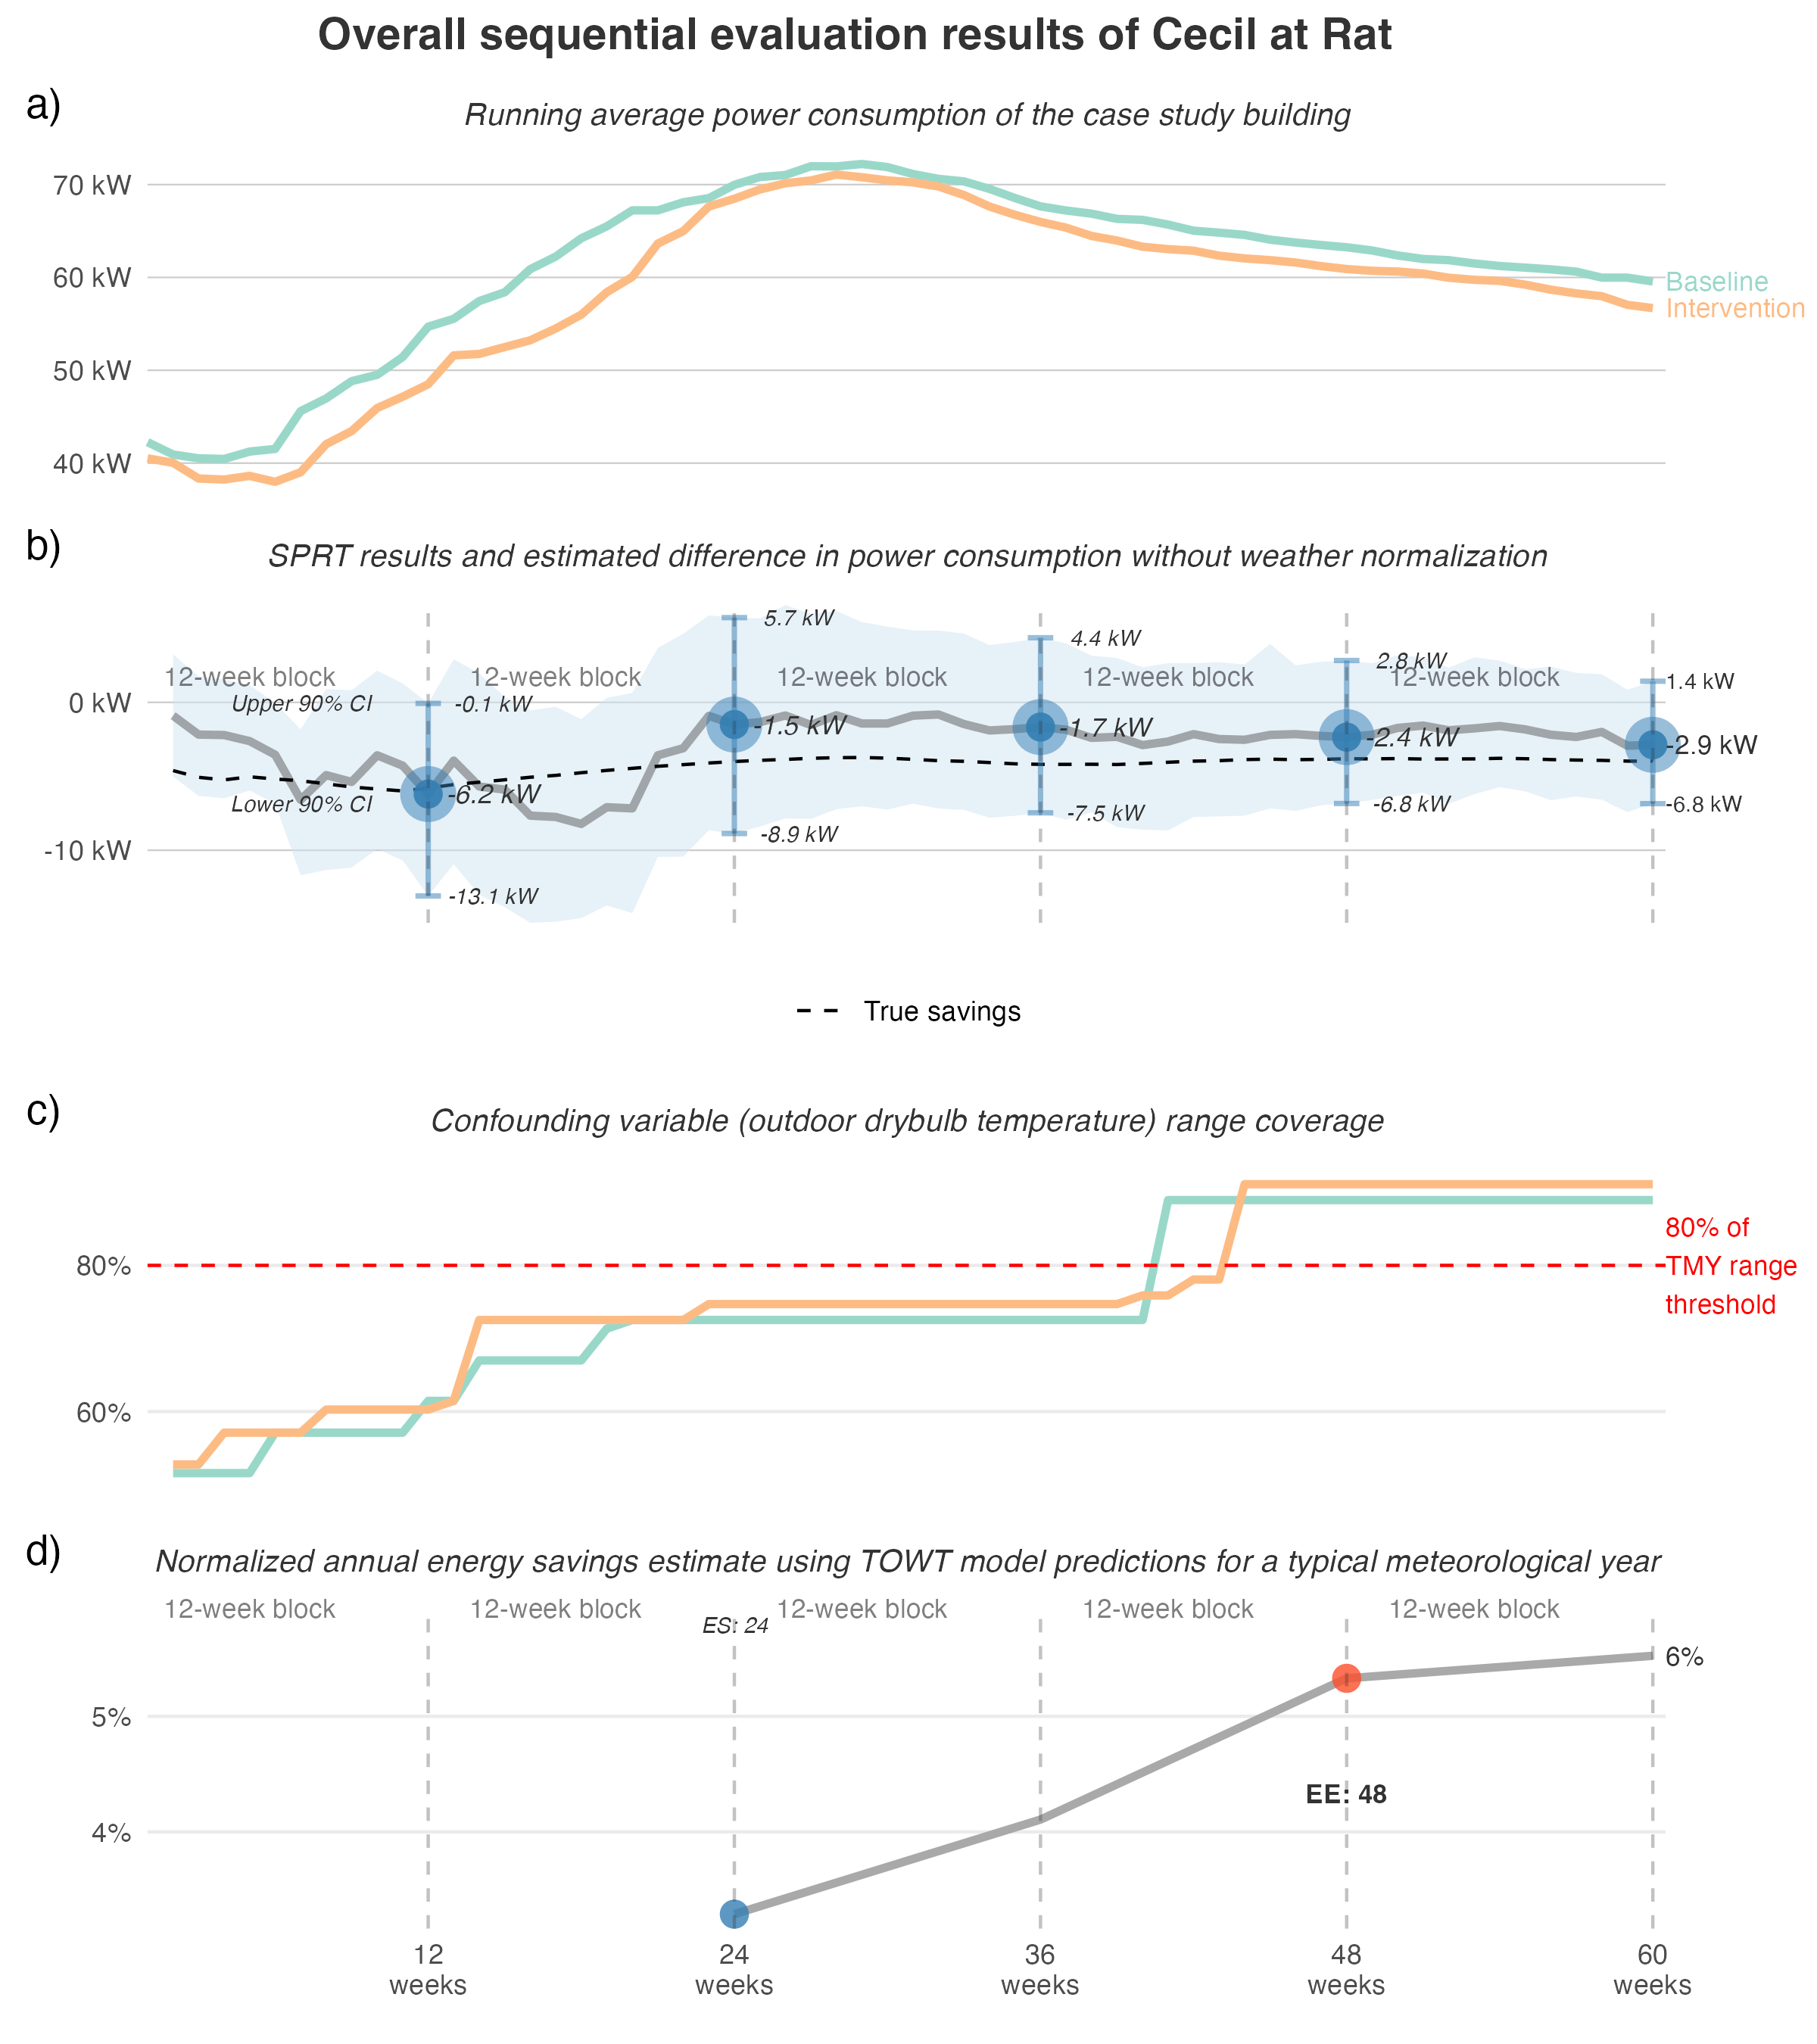 Overall sequential evaluation results of Cecil at Rat
a)
Running average power consumption of the case study building
70 kW
60 kW
50 kW
40 kW
Baseline
Intervention
b)
SPRT results and estimated difference in power consumption without weather normalization
5.7 kW
4.4 kW
2.8 kW
1.4 kW
12-week block
12-week block
12-week block
12-week block
12-week block
0 kW
Upper 90% CI
-0.1 kW
-1.5 kW
-1.7 kW
-2.4 kW
-2.9 kW
Lower 90% CI
-6.2 kW
-6.8 kW
-6.8 kW
-7.5 kW
-8.9 kW
-10 kW
-13.1 kW
True savings
c)
Confounding variable (outdoor drybulb temperature) range coverage
80%
60%
80% of
TMY range
threshold
d)
Normalized annual energy savings estimate using TOWT model predictions for a typical meteorological year
12-week block
12-week block
12-week block
12-week block
12-week block
ES: 24
6%
5%
EE: 48
4%
12
weeks
24
weeks
36
weeks
48
weeks
60
weeks